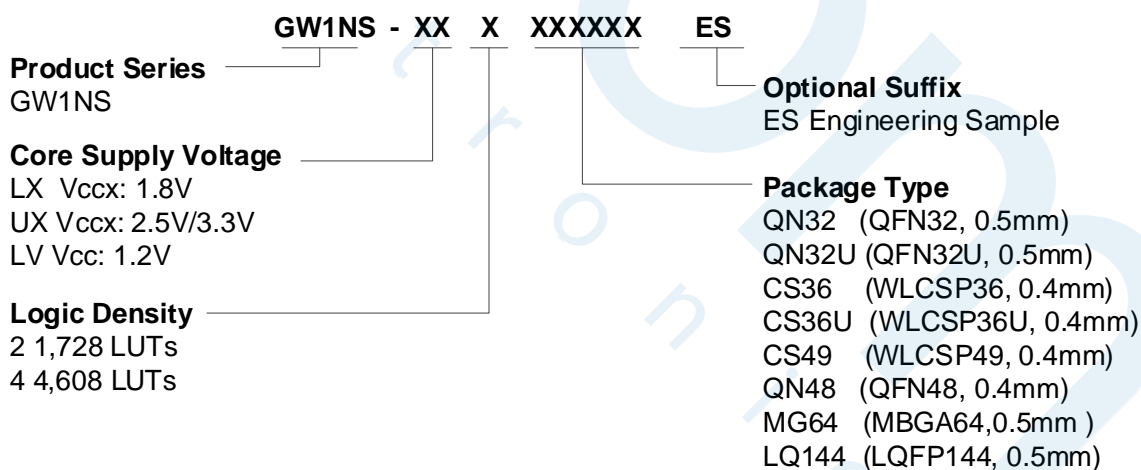 GW1NS - XX X XXXXXX ES
Product Series
GW1NS
Core Supply Voltage
LX Vccx: 1.8V
UX Vccx: 2.5V/3.3V
LV Vcc: 1.2V
Logic Density
2 1,728 LUTs
4 4,608 LUTs
Optional Suffix
ES Engineering Sample
Package Type
QN32 (QFN32, 0.5mm)
QN32U (QFN32U, 0.5mm)
CS36 (WLCSP36, 0.4mm)
CS36U (WLCSP36U, 0.4mm)
CS49 (WLCSP49, 0.4mm)
QN48 (QFN48, 0.4mm)
MG64 (MBGA64,0.5mm )
LQ144 (LQFP144, 0.5mm)